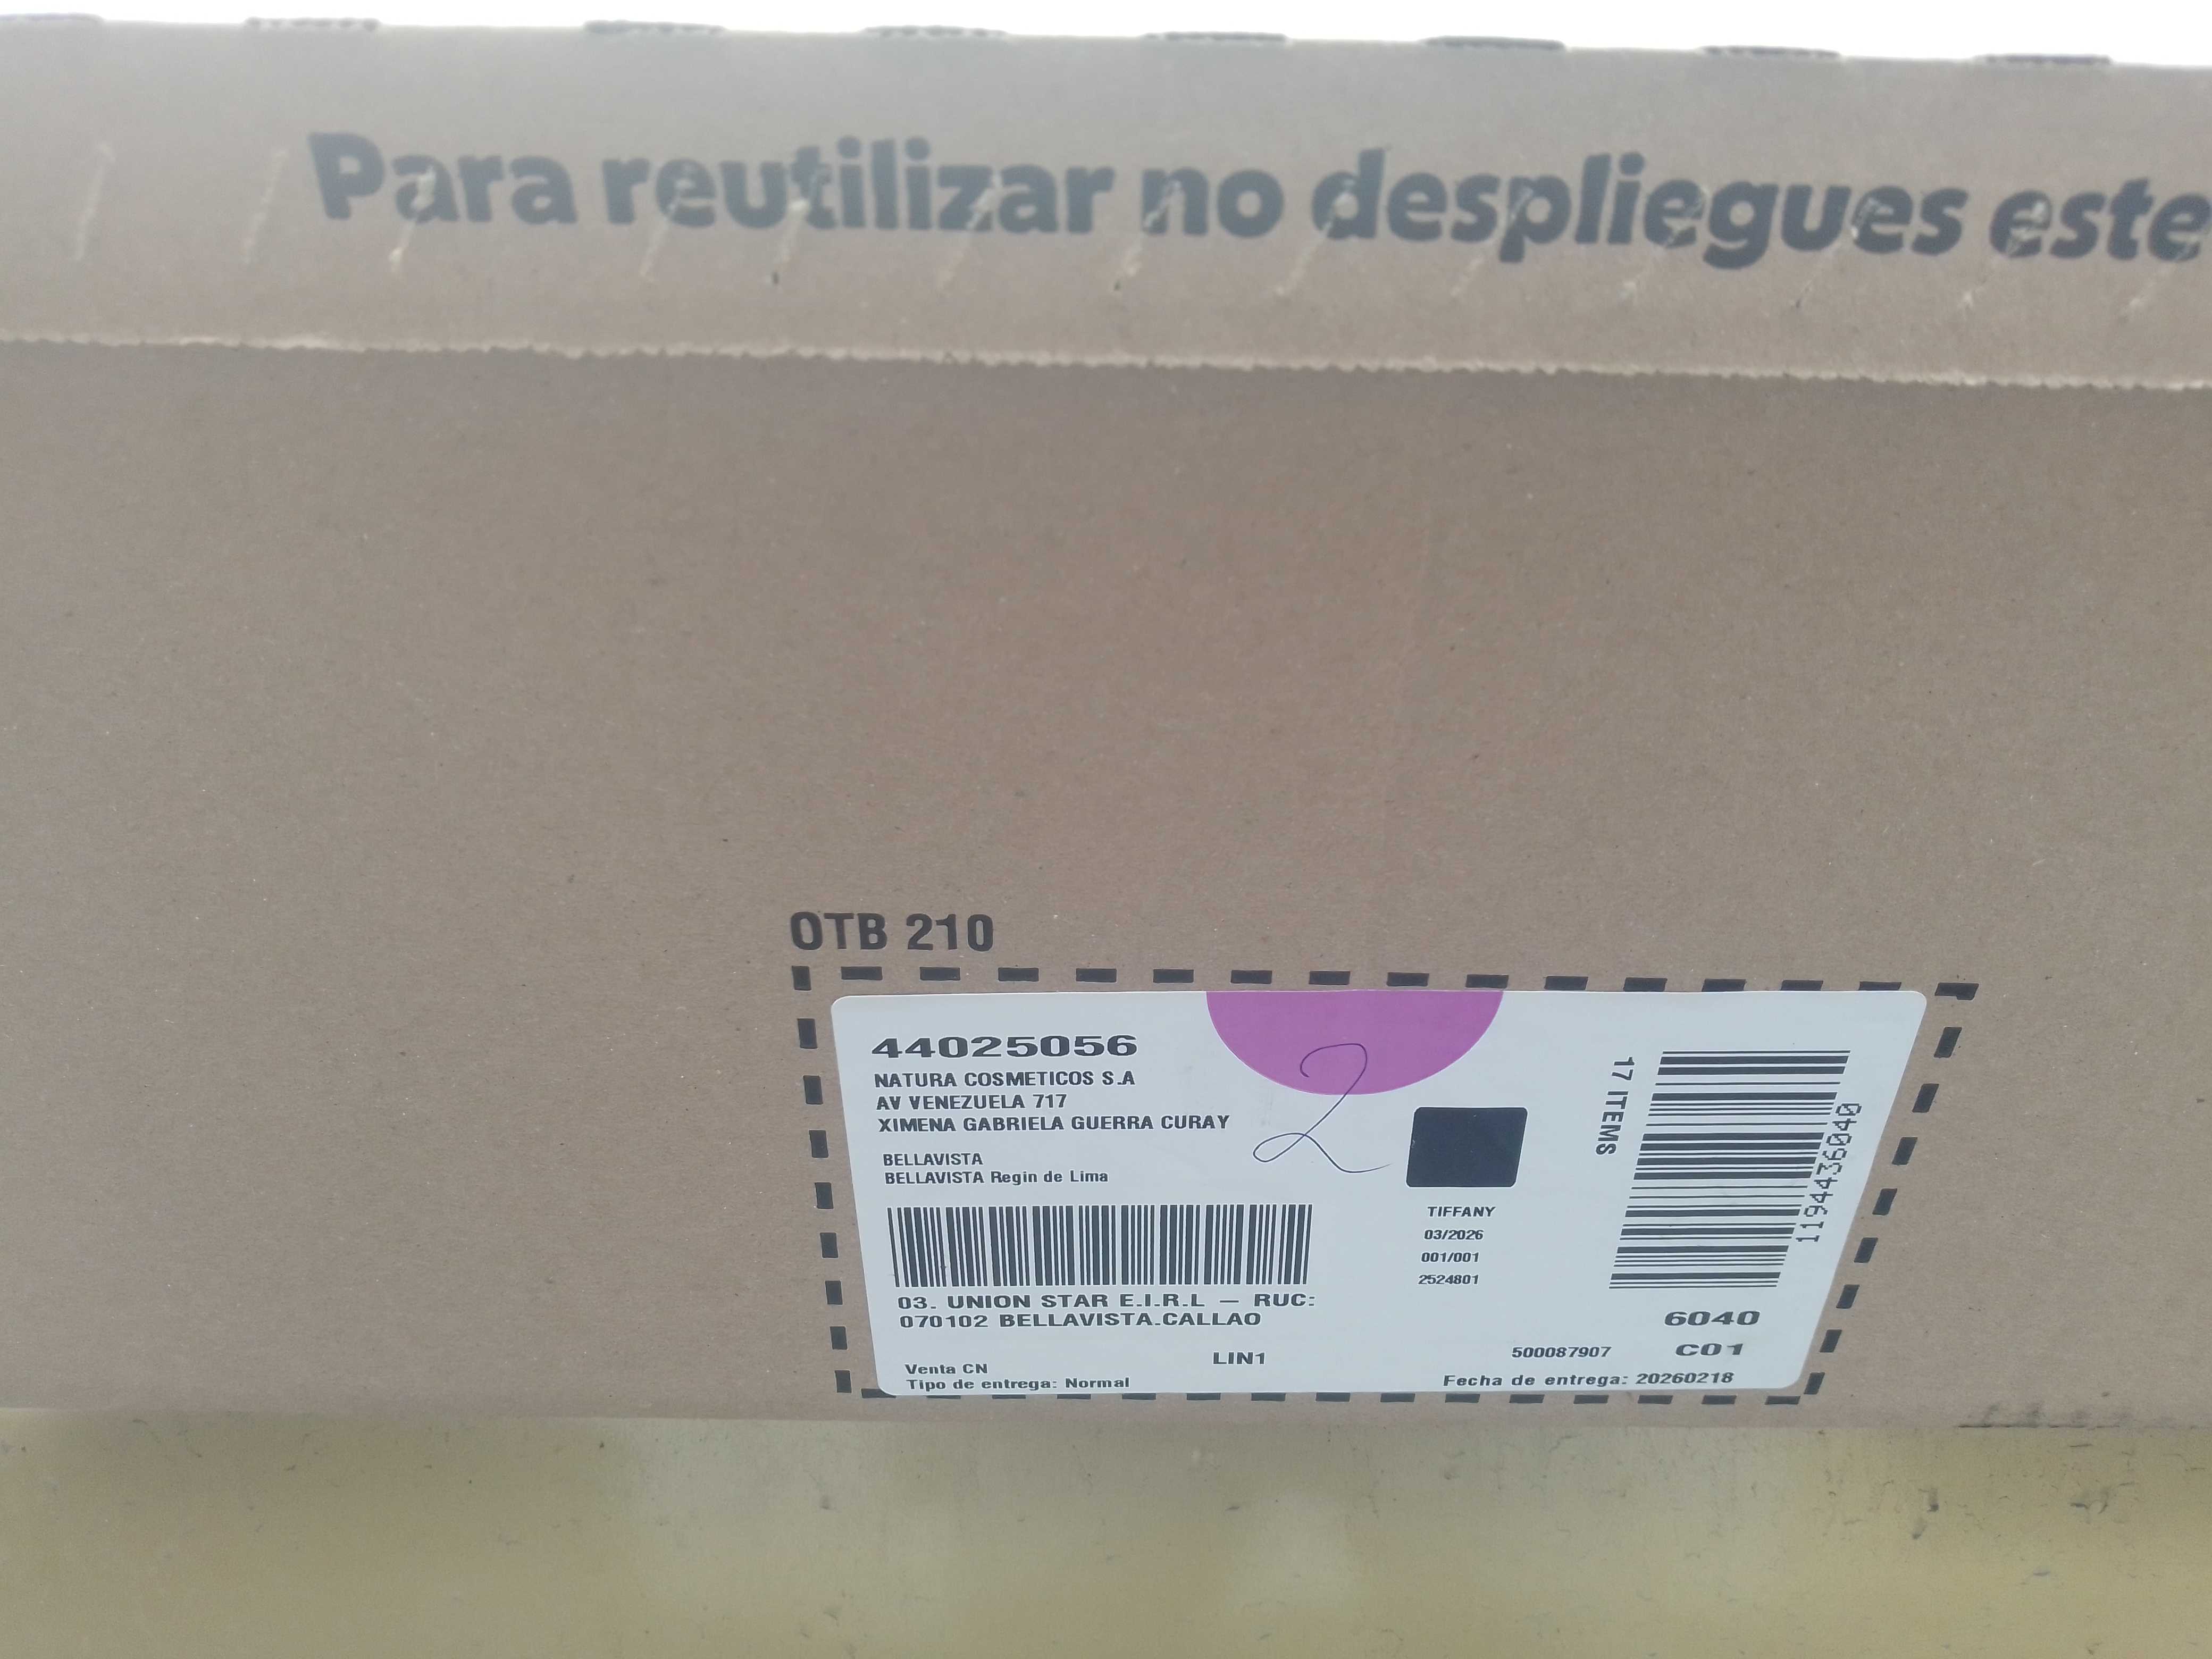 Para reutilizar no despliegues este
OTB 210
44025056
NATURA COSMETICOS S.A
AV VENEZUELA 717
XIMENA GABRIELA GUERRA CURAY
BELLAVISTA
BELLAVISTA Regin de Lima
2
TIFFANY
03/2026
001/001
2524801
17 ITEMS
1194436040
03. UNION STAR E.I.R.L — RUC:
070102 BELLAVISTA.CALLAO
6040
LIN1
500087907
C01
Venta CN
Tipo de entrega: Normal
Fecha de entrega: 20260218